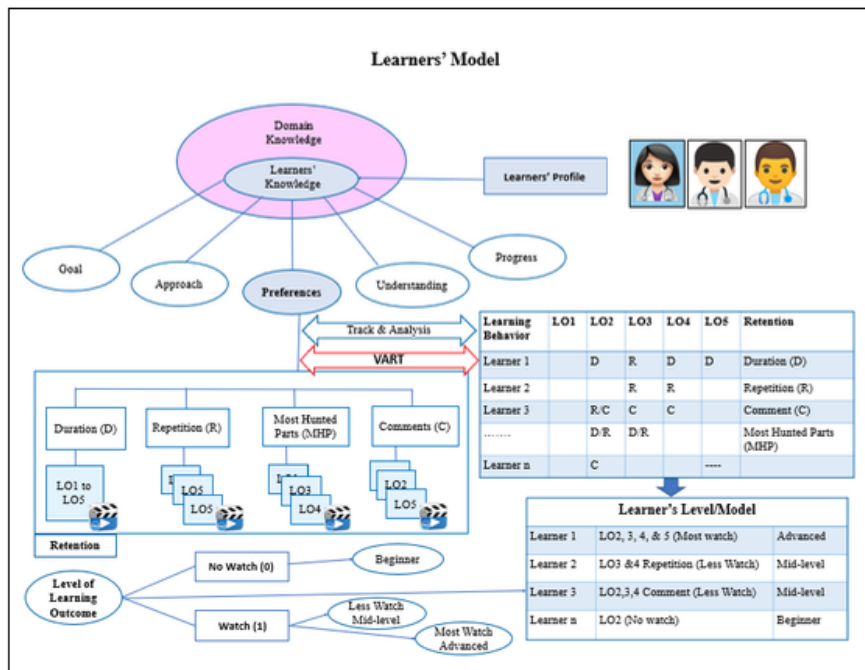 Learners' Model
Domain
Knowledge
Learners'
Knowledge
Learners' Profile
Goal
Approach
Preferences
Understanding
Progress
Track & Analysis
VART
Learning
Behavior
LO1
LO2
LO3
LO4
LO5
Retention
Learner 1
D
R
D
D
Duration (D)
Learner 2
R
R
Repetition (R)
Learner 3
R/C
C
C
Comment (C)
.......
D/R
D/R
Most Hunted Parts
(MHP)
Learner n
C
----
Duration (D)
Repetition (R)
Most Hunted
Parts (MHP)
Comments (C)
LO1 to
LO5
LO5
LO5
LO3
LO4
LO2
LO5
Retention
Learner's Level/Model
Learner 1
LO2, 3, 4, & 5 (Most watch)
Advanced
Learner 2
LO3 &4 Repetition (Less Watch)
Mid-level
Learner 3
LO2,3,4 Comment (Less Watch)
Mid-level
Learner n
LO2 (No watch)
Beginner
Level of
Learning
Outcome
No Watch (0)
Beginner
Watch (1)
Less Watch
Mid-level
Most Watch
Advanced